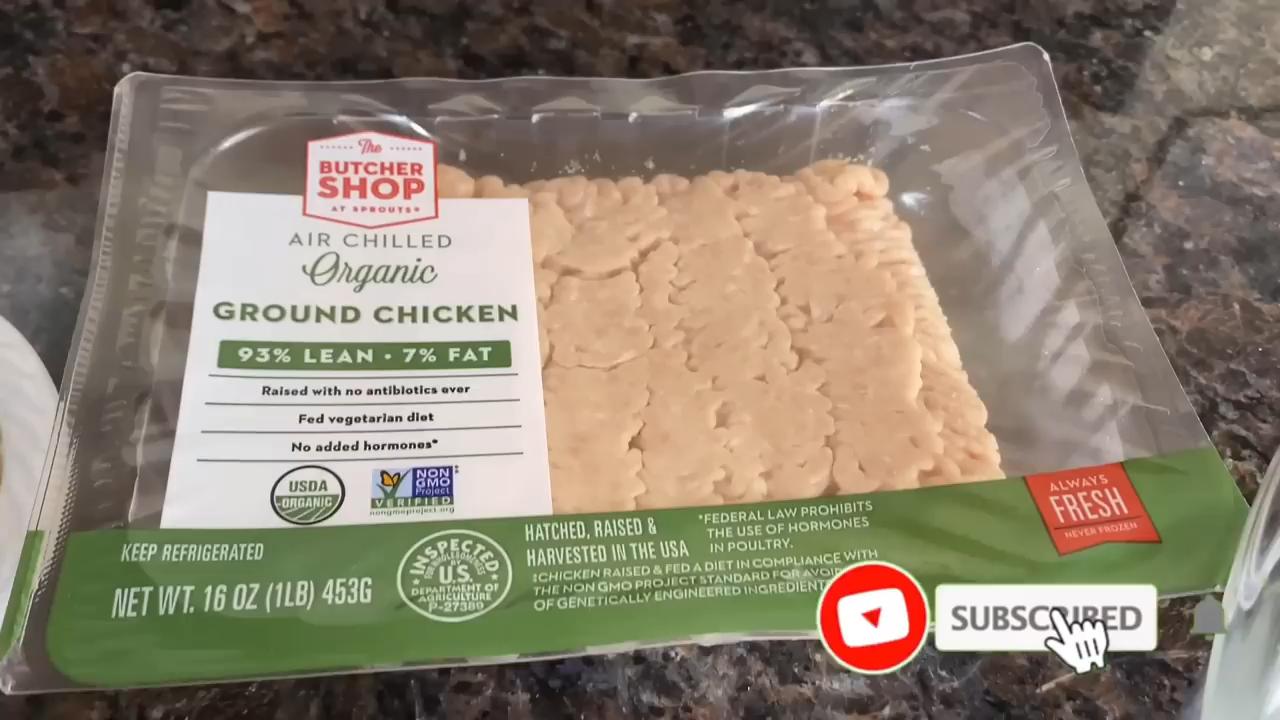 The
BUTCHER
SHOP
AT SPROUTS
AIR CHILLED
Organic
GROUND CHICKEN
93% LEAN • 7% FAT
Raised with no antibiotics ever
Fed vegetarian diet
No added hormones*
USDA
ORGANIC
NON
GMO
Project
VERIFIED
nongmoproject.org
KEEP REFRIGERATED
NET WT. 16 OZ (1LB) 453G
INSPECTED
FOR WHOLESOMENESS
BY
U.S.
DEPARTMENT OF
AGRICULTURE
P-27389
HATCHED, RAISED &
HARVESTED IN THE USA
*FEDERAL LAW PROHIBITS
THE USE OF HORMONES
IN POULTRY.
‡CHICKEN RAISED & FED A DIET IN COMPLIANCE WITH
THE NON GMO PROJECT STANDARD FOR
OF GENETICALLY ENGINEERED
ALWAYS
FRESH
NEVER FROZEN
SUBSCRIBED